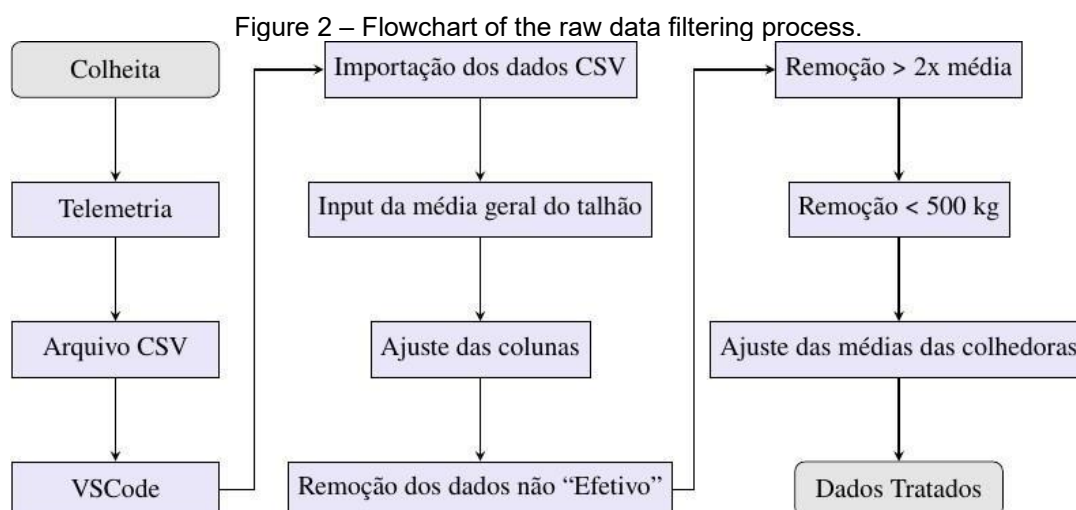 Figure 2 – Flowchart of the raw data filtering process.
Colheita
Telemetria
Arquivo CSV
VSCode
Importação dos dados CSV
Input da média geral do talhão
Ajuste das colunas
Remoção dos dados não “Efetivo”
Remoção > 2x média
Remoção < 500 kg
Ajuste das médias das colhedoras
Dados Tratados